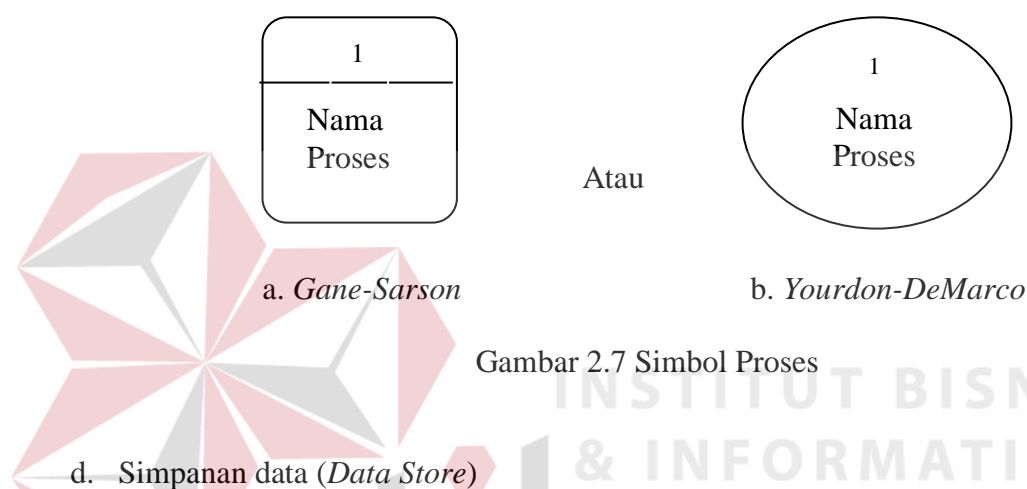 1
Nama
Proses
Atau
1
Nama
Proses
a. Gane-Sarson
b. Yourdon-DeMarco
Gambar 2.7 Simbol Proses
INSTITUT BISN
& INFORMATI
d. Simpanan data (Data Store)